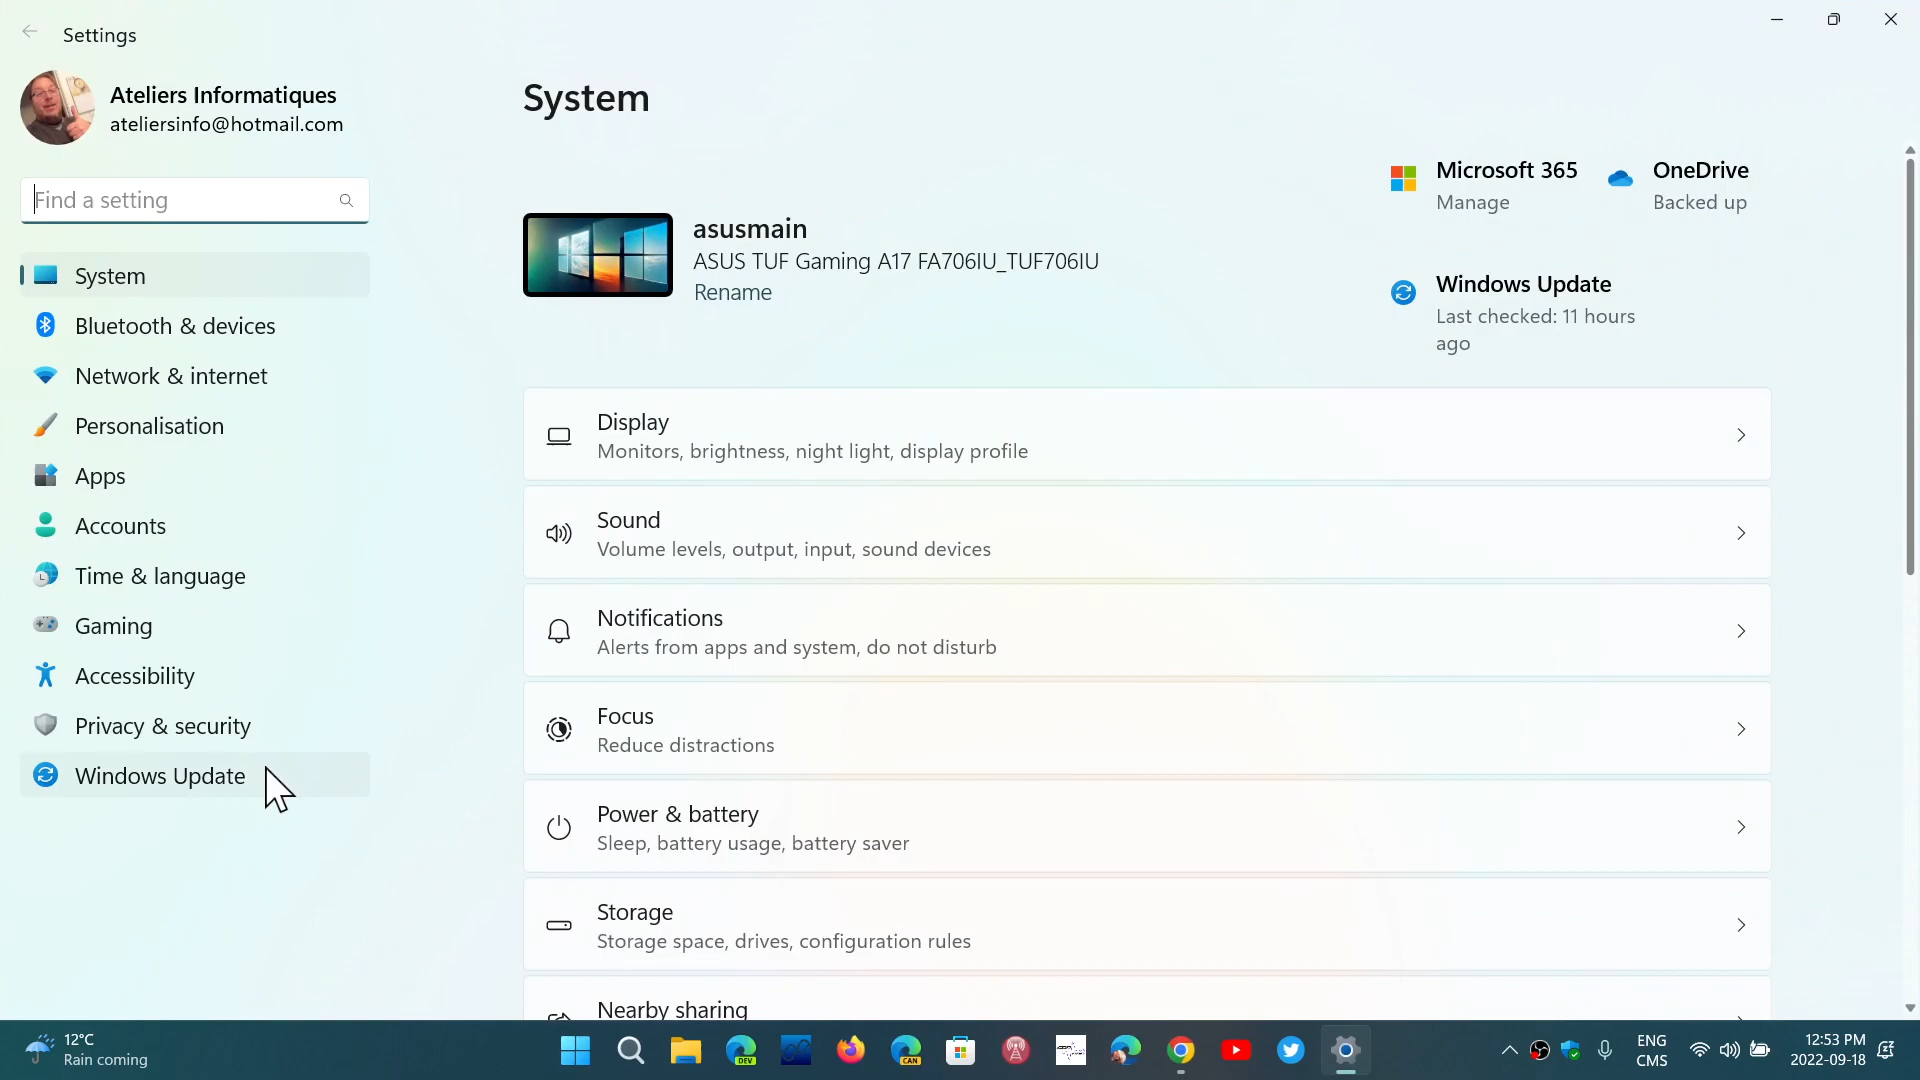 Settings
Ateliers Informatiques
ateliersinfo@hotmail.com
Find a setting
System
Bluetooth & devices
Network & internet
Personalisation
Apps
Accounts
Time & language
Gaming
Accessibility
Privacy & security
Windows Update
System
asusmain
ASUS TUF Gaming A17 FA706IU_TUF706IU
Rename
Microsoft 365
Manage
OneDrive
Backed up
Windows Update
Last checked: 11 hours
ago
Display
Monitors, brightness, night light, display profile
Sound
Volume levels, output, input, sound devices
Notifications
Alerts from apps and system, do not disturb
Focus
Reduce distractions
Power & battery
Sleep, battery usage, battery saver
Storage
Storage space, drives, configuration rules
Nearby sharing
12°C
Rain coming
DEV
CAN
ENG
CMS
12:53 PM
2022-09-18